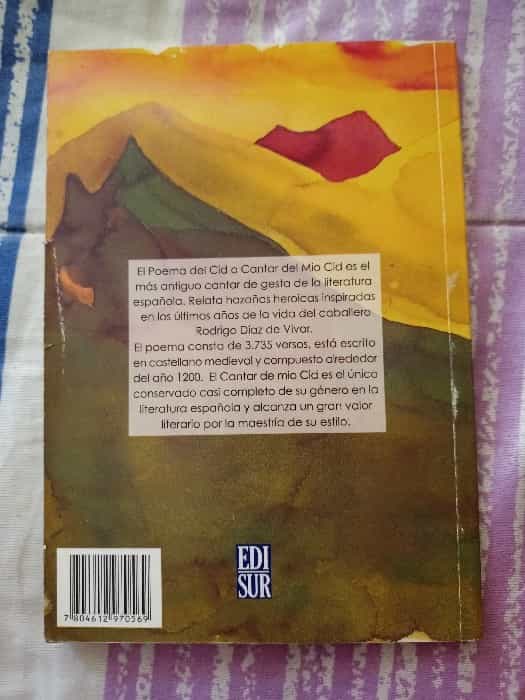 El Poema del Cid o Cantar del Mio Cid es el
más antiguo cantar de gesta de la literatura
española. Relata hazañas heroicas inspiradas
en los últimos años de la vida del caballero
Rodrigo Díaz de Vivar.
El poema consta de 3.735 versos, está escrito
en castellano medieval y compuesto alrededor
del año 1200. El Cantar de mio Cid es el único
conservado casi completo de su género en la
literatura española y alcanza un gran valor
literario por la maestría de su estilo.
EDI
SUR
7 804612 970569